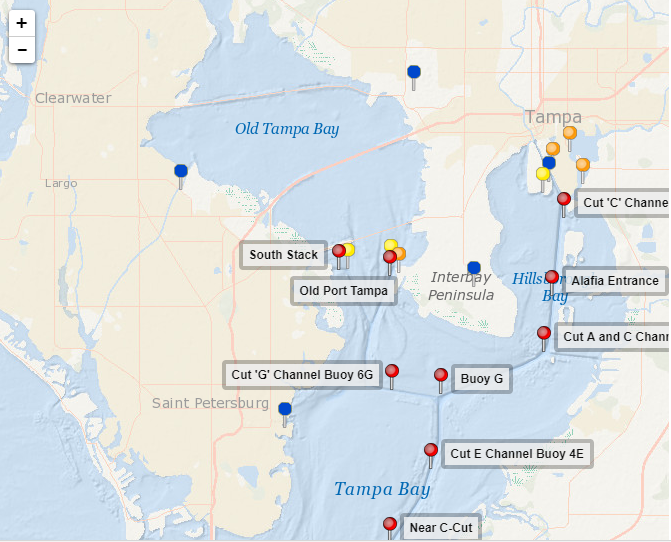 +
−
Clearwater
Old Tampa Bay
Tampa
Largo
Cut 'C' Channe
South Stack
Interbay
Peninsula
Hillsb
Bay
Alafia Entrance
Old Port Tampa
Cut A and C Chann
Cut 'G' Channel Buoy 6G
Buoy G
Saint Petersburg
Cut E Channel Buoy 4E
Tampa Bay
Near C-Cut